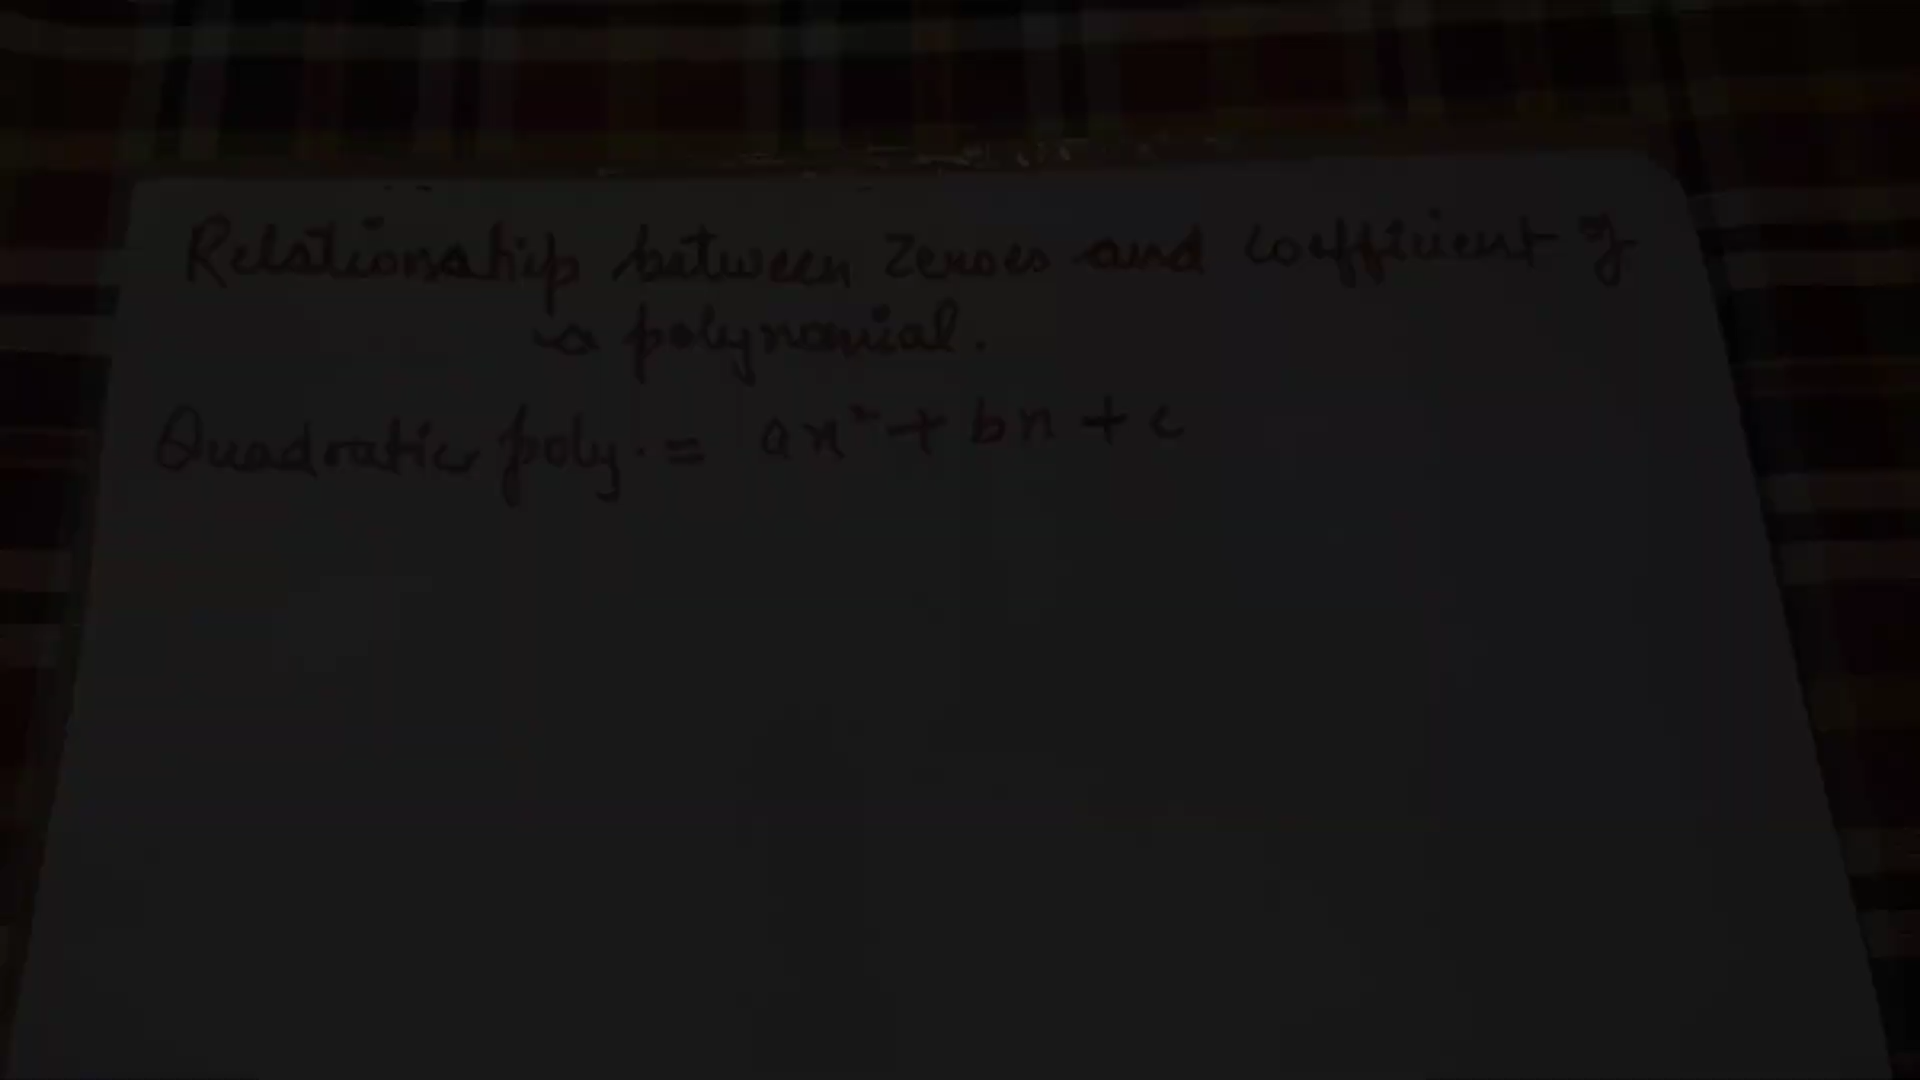 Relationship between zeroes and coefficient of
a polynomial.
Quadratic poly. = ax² + bx + c